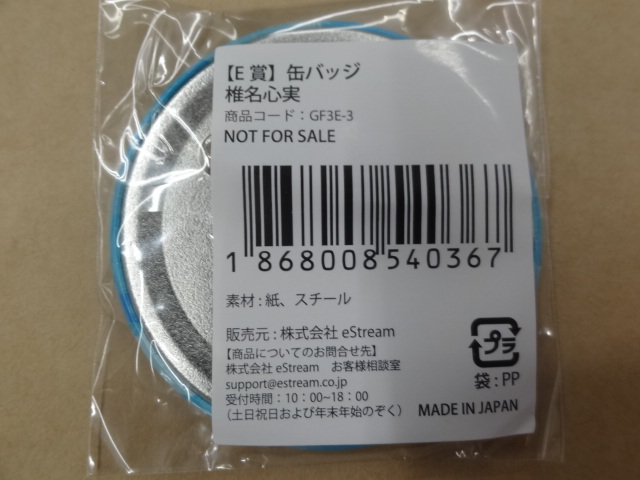 【E 賞】缶バッジ
椎名心実
商品コード：GF3E-3
NOT FOR SALE
1 868008 540367
素材：紙、スチール
販売元：株式会社 eStream
【商品についてのお問合せ先】
株式会社 eStream　お客様相談室
support@estream.co.jp
受付時間：10：00~18：00
（土日祝日および年末年始のぞく）
プラ
袋：PP
MADE IN JAPAN